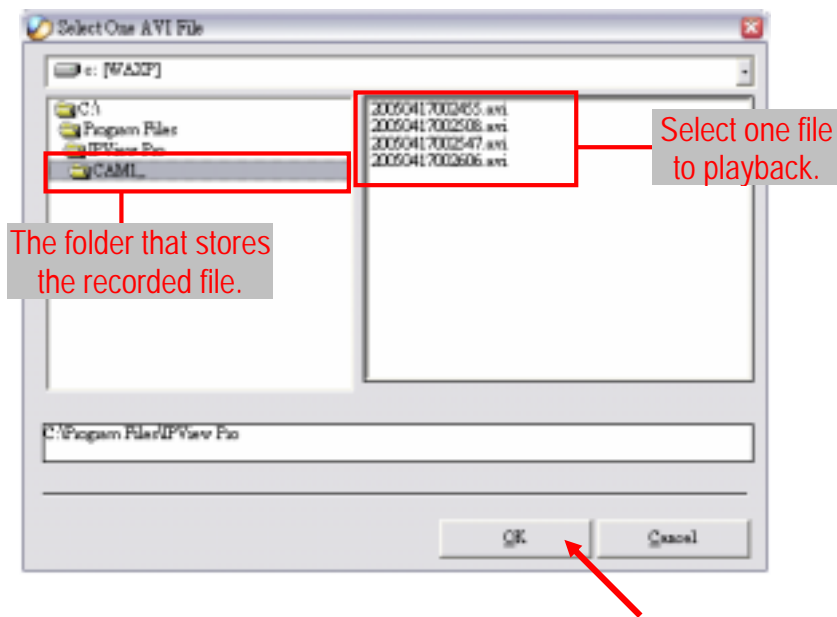 Select One AVI File
c: [WAXP]
C:\
Program Files
IPView Pro
CAM1_
20050417002455.avi
20050417002508.avi
20050417002547.avi
20050417002606.avi
Select one file
to playback.
The folder that stores
the recorded file.
C:\Program Files\IPView Pro
OK
Cancel